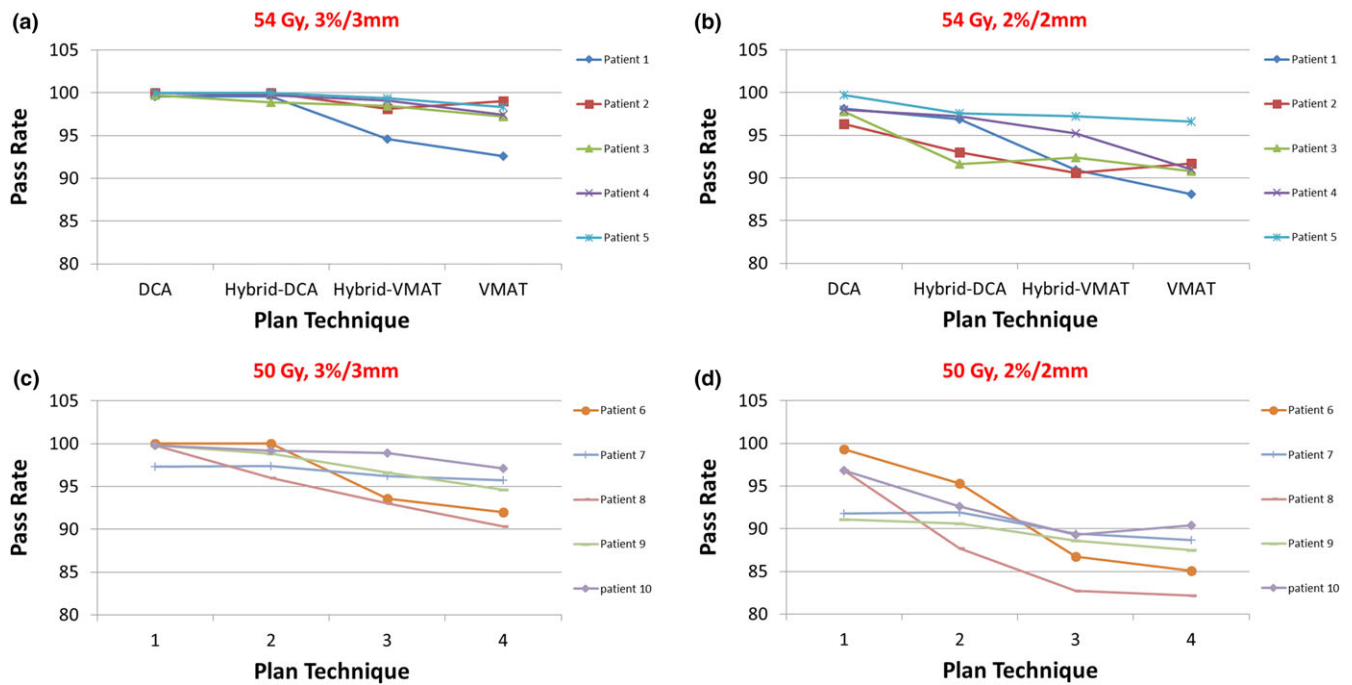 (a)
54 Gy, 3%/3mm
105
100
95
90
85
80
Pass Rate
DCA Hybrid-DCA Hybrid-VMAT VMAT
Plan Technique
Patient 1
Patient 2
Patient 3
Patient 4
Patient 5
(b)
54 Gy, 2%/2mm
105
100
95
90
85
80
Pass Rate
DCA Hybrid-DCA Hybrid-VMAT VMAT
Plan Technique
Patient 1
Patient 2
Patient 3
Patient 4
Patient 5
(c)
50 Gy, 3%/3mm
105
100
95
90
85
80
Pass Rate
1 2 3 4
Plan Technique
Patient 6
Patient 7
Patient 8
Patient 9
patient 10
(d)
50 Gy, 2%/2mm
105
100
95
90
85
80
Pass Rate
1 2 3 4
Plan Technique
Patient 6
Patient 7
Patient 8
Patient 9
patient 10